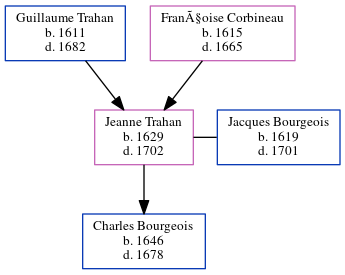 Guillaume Trahan
b. 1611
d. 1682
FranÃ§oise Corbineau
b. 1615
d. 1665
Jeanne Trahan
b. 1629
d. 1702
Jacques Bourgeois
b. 1619
d. 1701
Charles Bourgeois
b. 1646
d. 1678